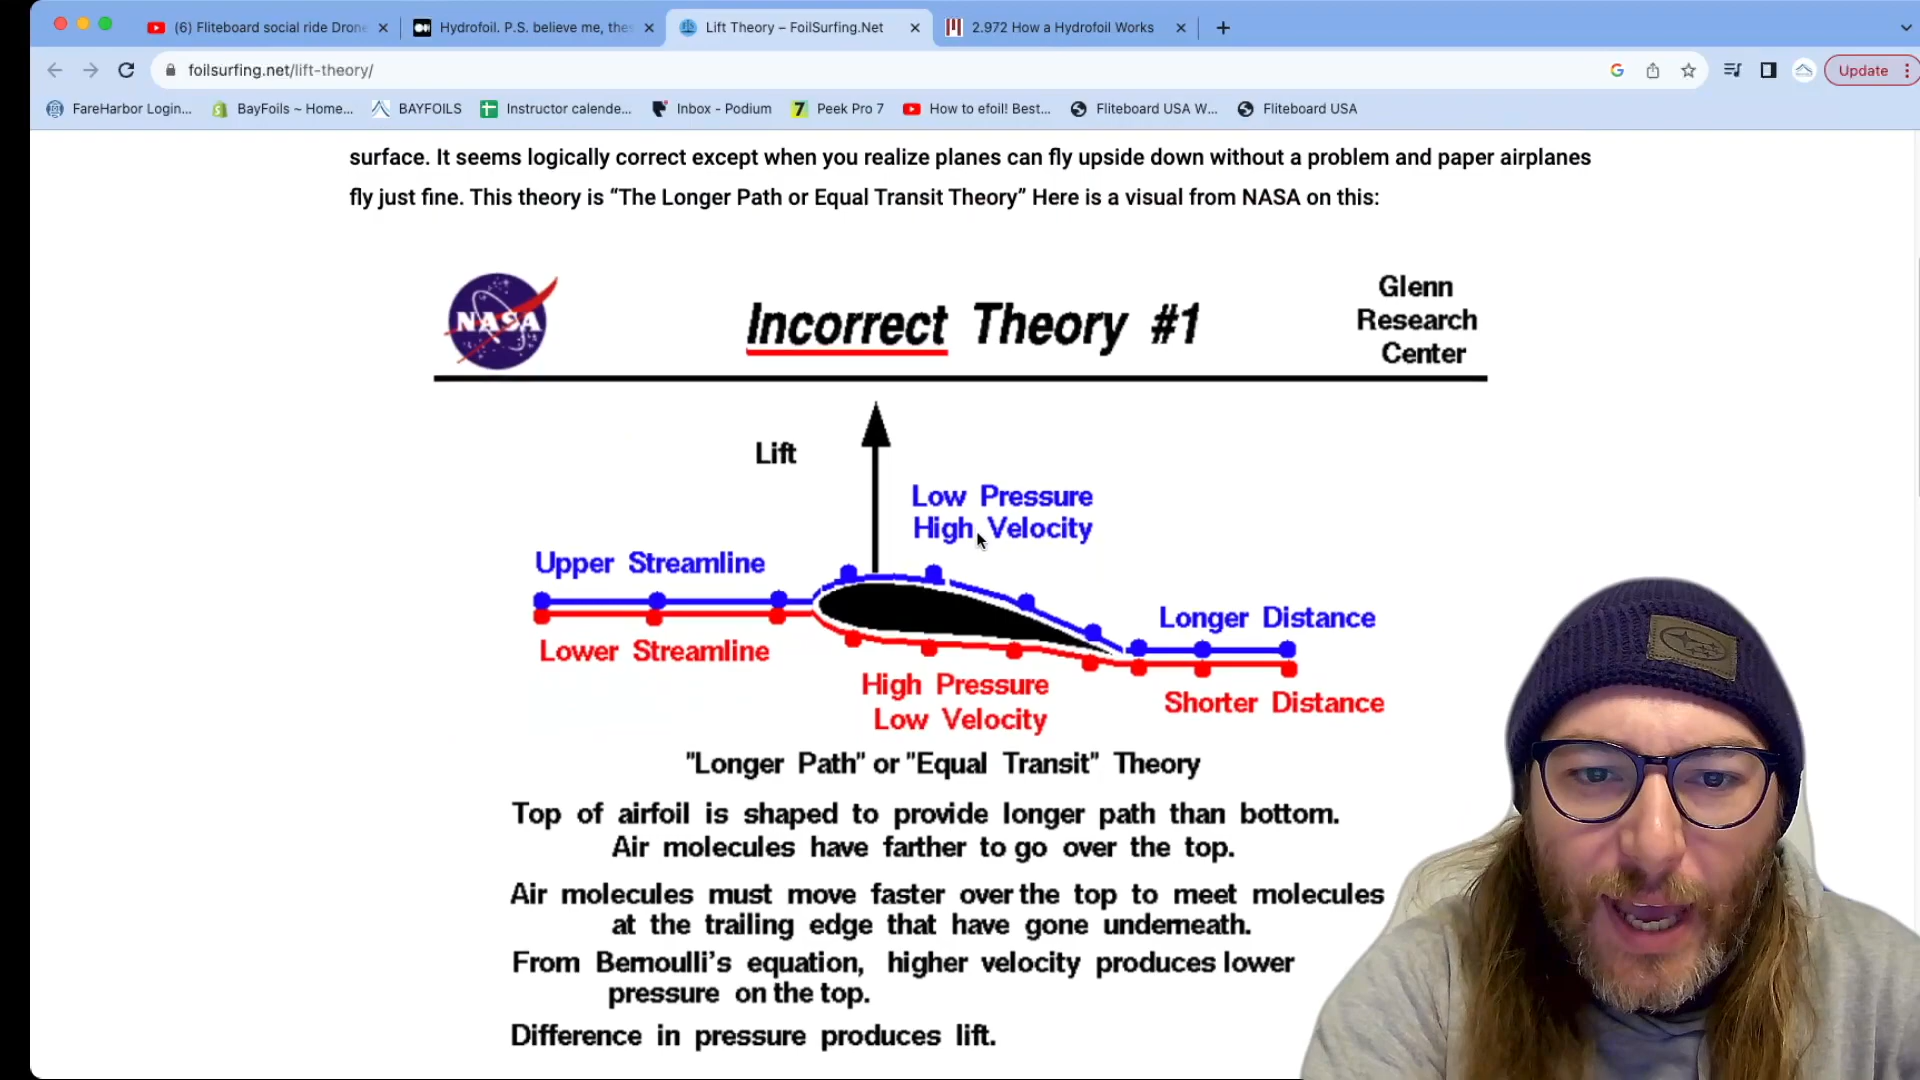 (6) Fliteboard social ride Drone
Hydrofoil. P.S. believe me, thes
Lift Theory – FoilSurfing.Net
2.972 How a Hydrofoil Works
foilsurfing.net/lift-theory/
Update
FareHarbor Login...
BayFoils ~ Home...
BAYFOILS
Instructor calende...
Inbox - Podium
7
Peek Pro 7
How to efoil! Best...
Fliteboard USA W...
Fliteboard USA
surface. It seems logically correct except when you realize planes can fly upside down without a problem and paper airplanes
fly just fine. This theory is “The Longer Path or Equal Transit Theory” Here is a visual from NASA on this:
NASA
Incorrect Theory #1
Glenn
Research
Center
Lift
Low Pressure
High Velocity
Upper Streamline
Longer Distance
Lower Streamline
High Pressure
Low Velocity
Shorter Distance
"Longer Path" or "Equal Transit" Theory
Top of airfoil is shaped to provide longer path than bottom.
Air molecules have farther to go over the top.
Air molecules must move faster over the top to meet molecules
at the trailing edge that have gone underneath.
From Bernoulli's equation, higher velocity produces lower
pressure on the top.
Difference in pressure produces lift.